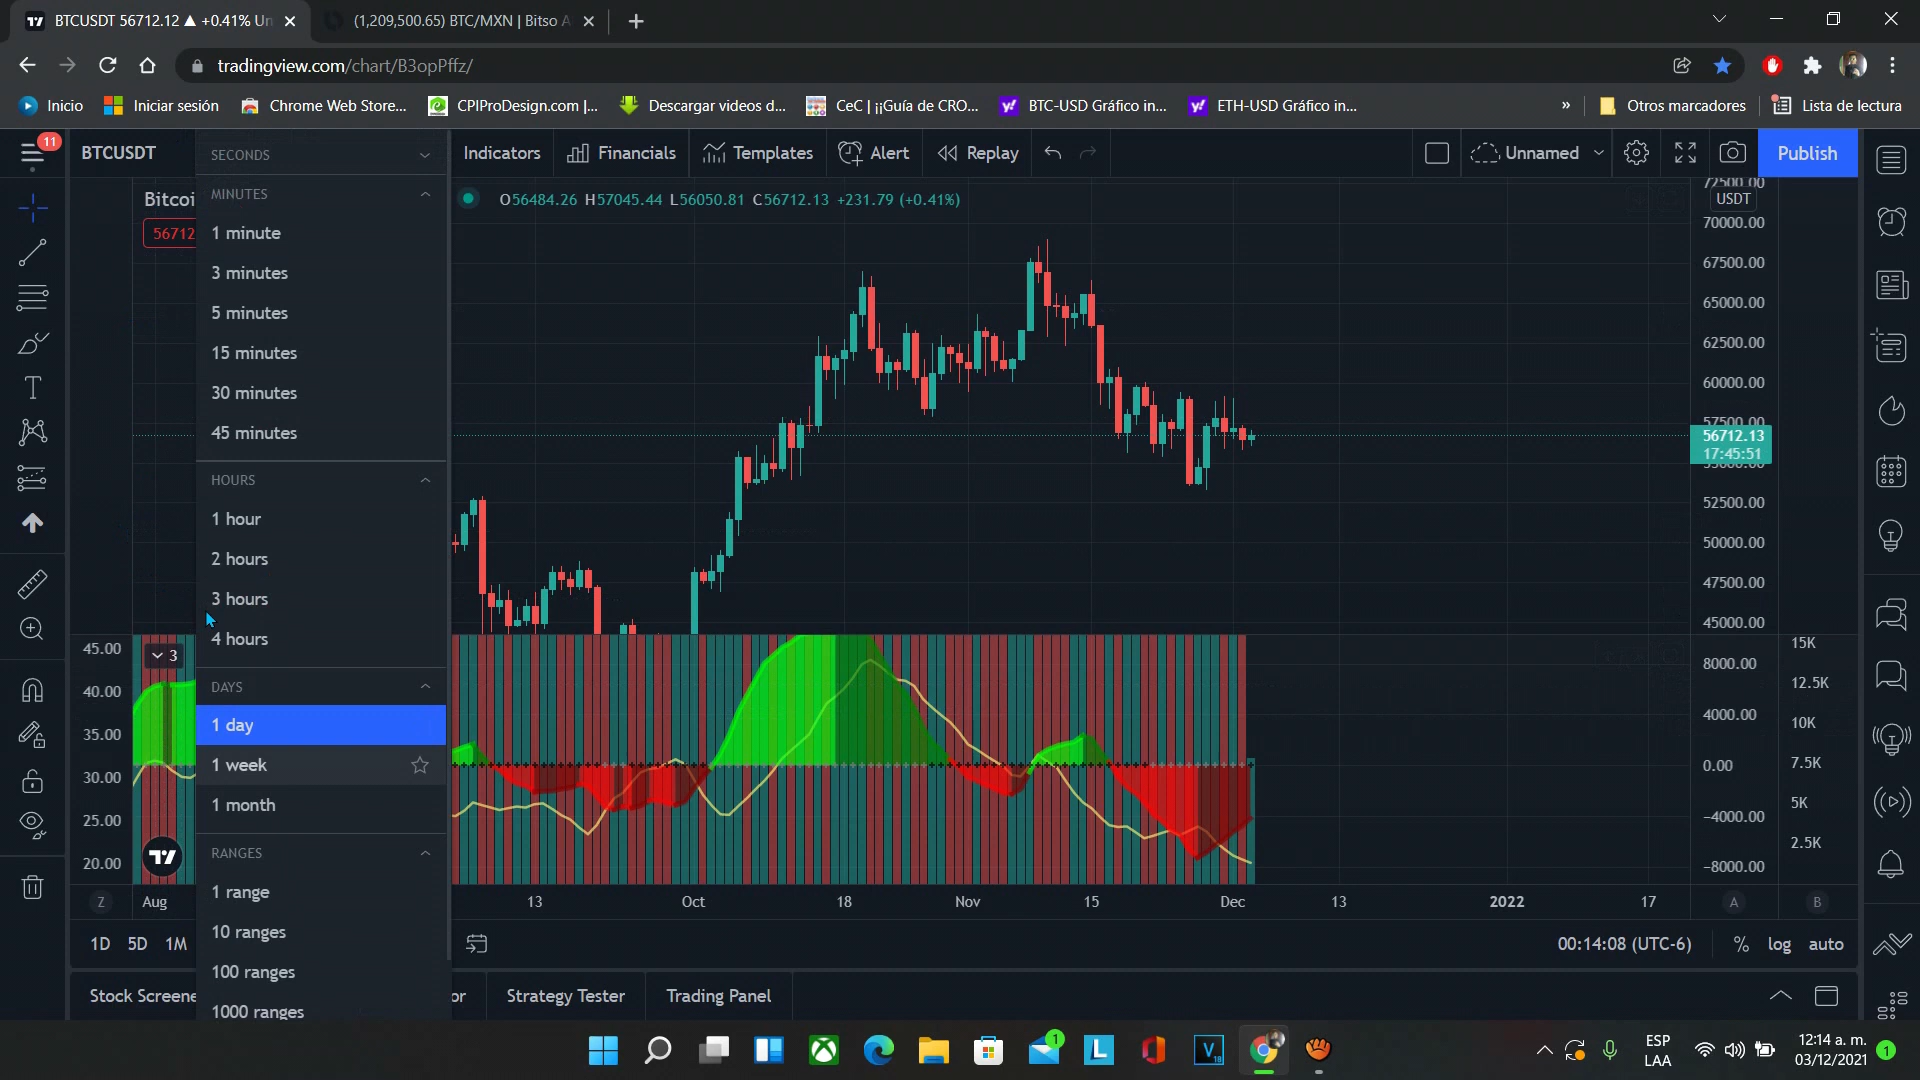 BTCUSDT 56712.12 ▲ +0.41% Un
(1,209,500.65) BTC/MXN | Bitso A
tradingview.com/chart/B3opPffz/
Inicio
Iniciar sesión
Chrome Web Store...
CPIProDesign.com |...
Descargar videos d...
CeC | ¡¡Guía de CRO...
BTC-USD Gráfico in...
ETH-USD Gráfico in...
»
Otros marcadores
Lista de lectura
11
BTCUSDT
Indicators
Financials
Templates
Alert
Replay
Unnamed
Publish
SECONDS
MINUTES
1 minute
3 minutes
5 minutes
15 minutes
30 minutes
45 minutes
HOURS
1 hour
2 hours
3 hours
4 hours
DAYS
1 day
1 week
1 month
RANGES
1 range
10 ranges
100 ranges
1000 ranges
Bitcoi
56712
O56484.26 H57045.44 L56050.81 C56712.13 +231.79 (+0.41%)
72500.00
USDT
70000.00
67500.00
65000.00
62500.00
60000.00
57500.00
56712.13
17:45:51
55000.00
52500.00
50000.00
47500.00
45000.00
3
45.00
40.00
35.00
30.00
25.00
20.00
8000.00
4000.00
0.00
−4000.00
−8000.00
15K
12.5K
10K
7.5K
5K
2.5K
Z
Aug
13
Oct
18
Nov
15
Dec
13
2022
17
A
B
1D
5D
1M
00:14:08 (UTC-6)
%
log
auto
Stock Screene
or
Strategy Tester
Trading Panel
1
L
V
18
ESP
LAA
12:14 a. m.
03/12/2021
1